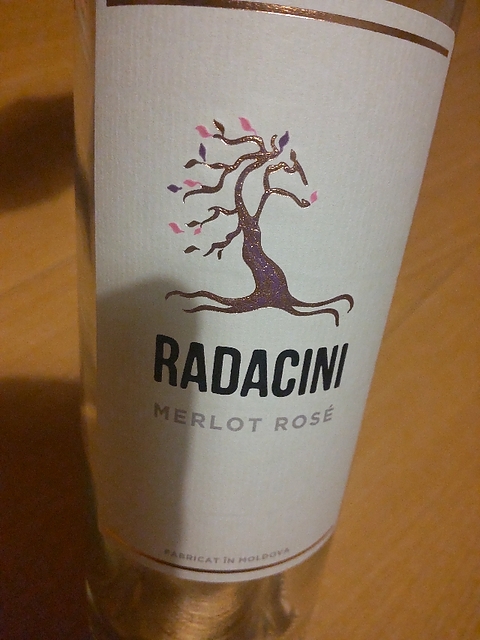 RADACINI
MERLOT ROSÉ
FABRICAT ÎN MOLDOVA